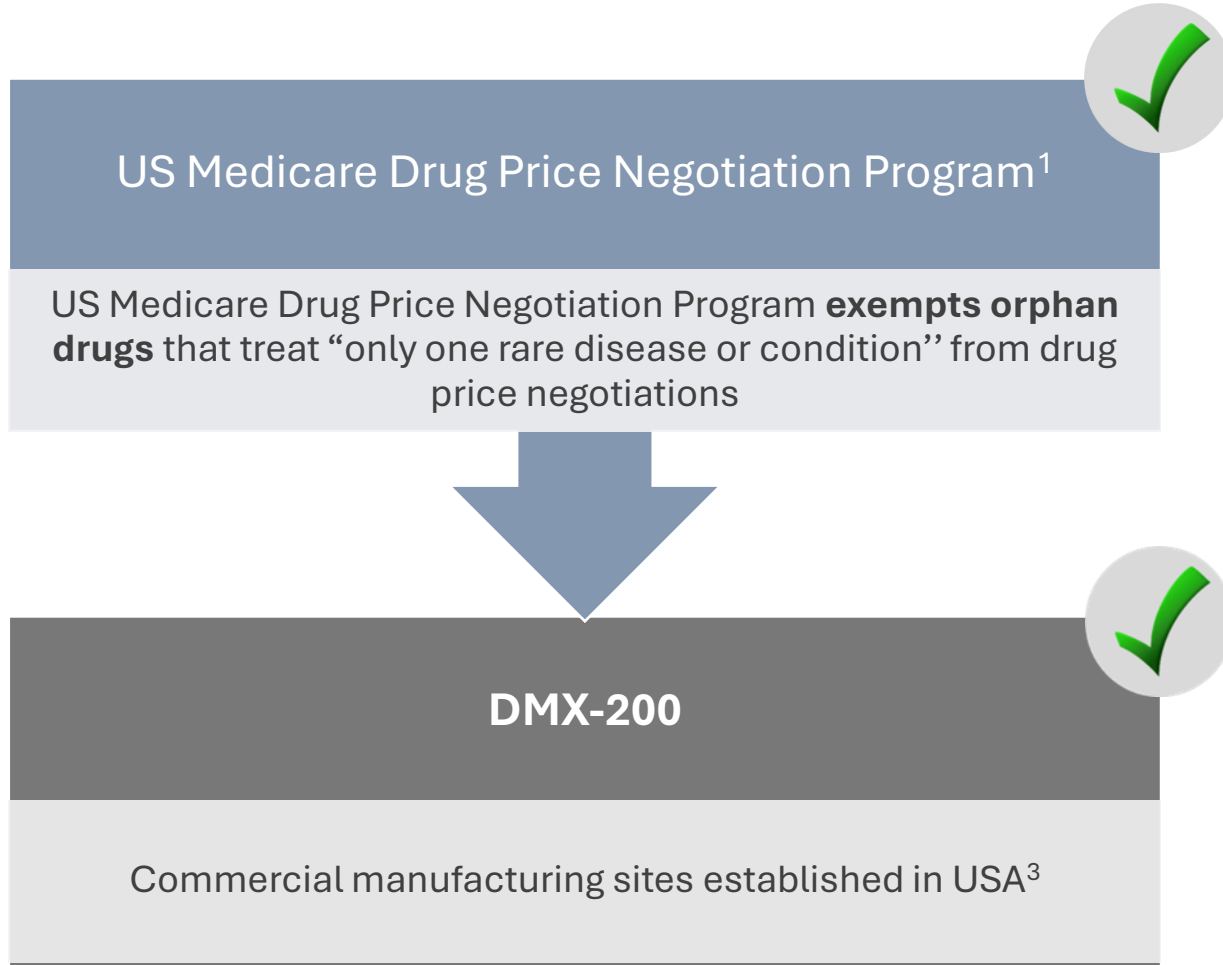 US Medicare Drug Price Negotiation Program¹
US Medicare Drug Price Negotiation Program exempts orphan
drugs that treat “only one rare disease or condition’’ from drug
price negotiations
DMX-200
Commercial manufacturing sites established in USA³